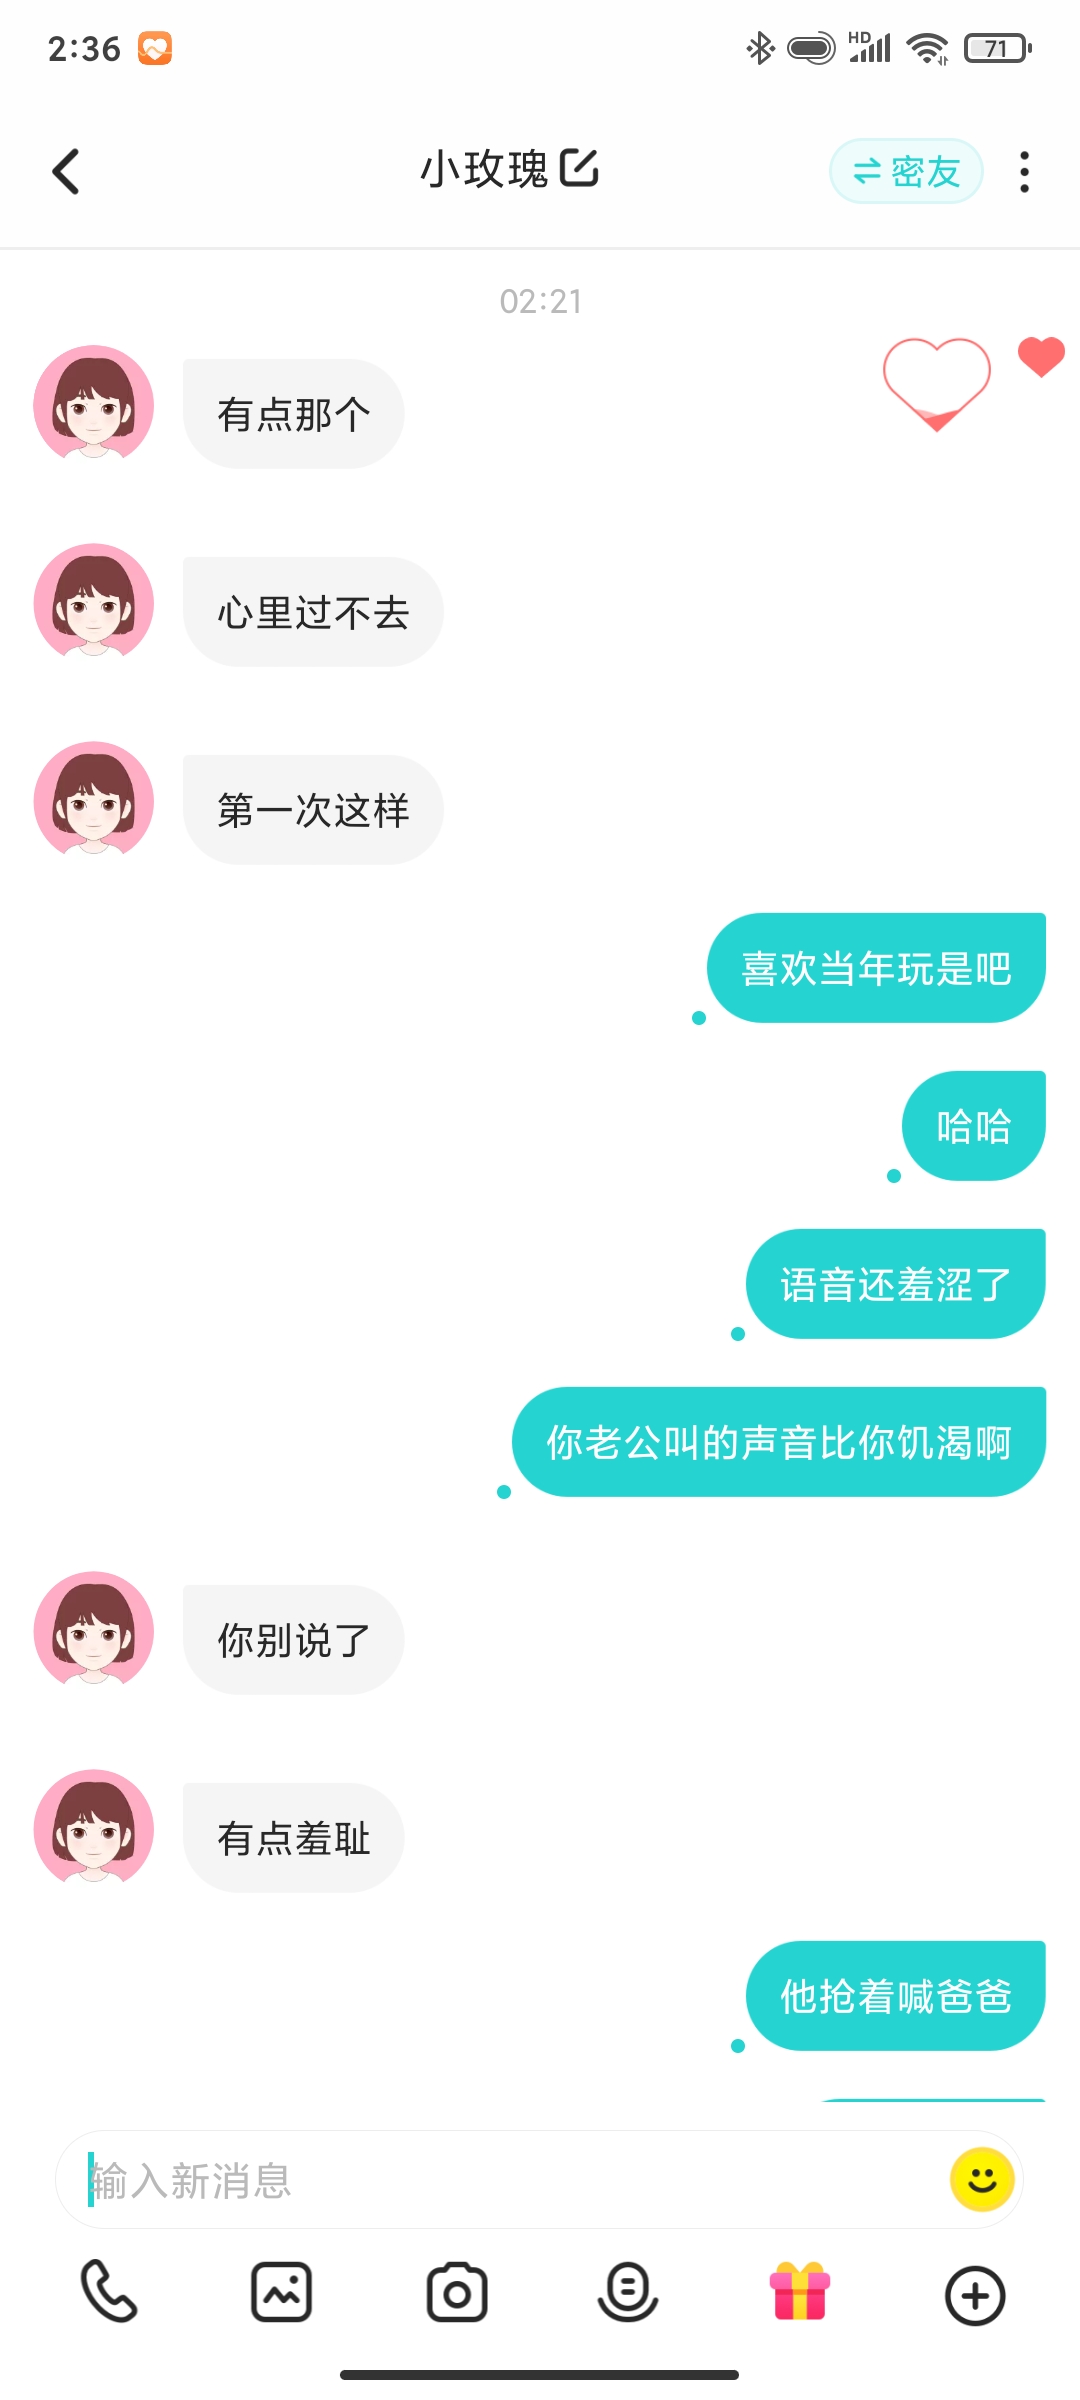 2:36
HD
71
小玫瑰
密友
02:21
有点那个
心里过不去
第一次这样
喜欢当年玩是吧
哈哈
语音还羞涩了
你老公叫的声音比你饥渴啊
你别说了
有点羞耻
他抢着喊爸爸
输入新消息